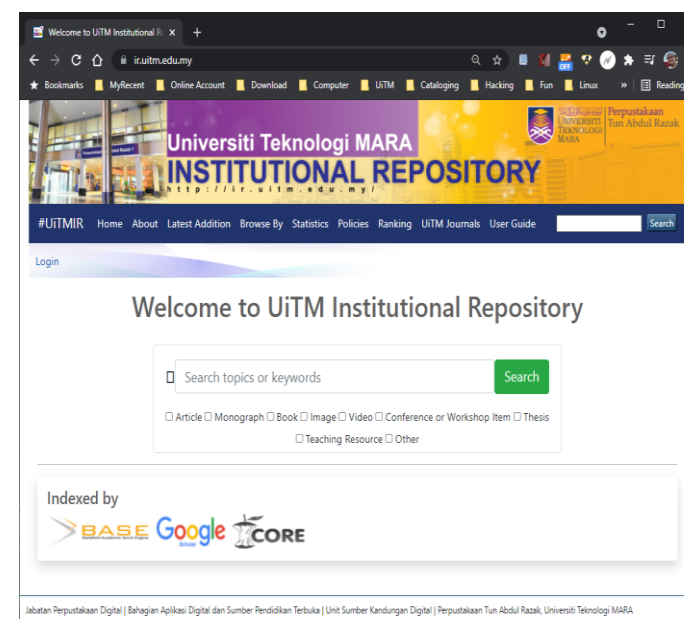 Welcome to UiTM Institutional R
ir.uitm.edu.my
OFF
Bookmarks MyRecent Online Account Download Computer UiTM Cataloging Hacking Fun Linux » Reading
Universiti Teknologi MARA
INSTITUTIONAL REPOSITORY
http://ir.uitm.edu.my/
UNIVERSITI
TEKNOLOGI
MARA
Perpustakaan
Tun Abdul Razak
#UiTMIR Home About Latest Addition Browse By Statistics Policies Ranking UiTM Journals User Guide Search
Login
Welcome to UiTM Institutional Repository
Search topics or keywords Search
Article Monograph Book Image Video Conference or Workshop Item Thesis
Teaching Resource Other
Indexed by
BASE Google Scholar CORE
Jabatan Perpustakaan Digital | Bahagian Aplikasi Digital dan Sumber Pendidikan Terbuka | Unit Sumber Kandungan Digital | Perpustakaan Tun Abdul Razak, Universiti Teknologi MARA